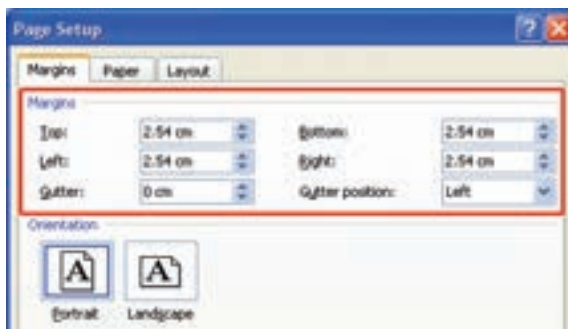 Page Setup
Margins Paper Layout
Margins
Top: 2.54 cm Bottom: 2.54 cm
Left: 2.54 cm Right: 2.54 cm
Gutter: 0 cm Gutter position: Left
Orientation
A A
Portrait Landscape